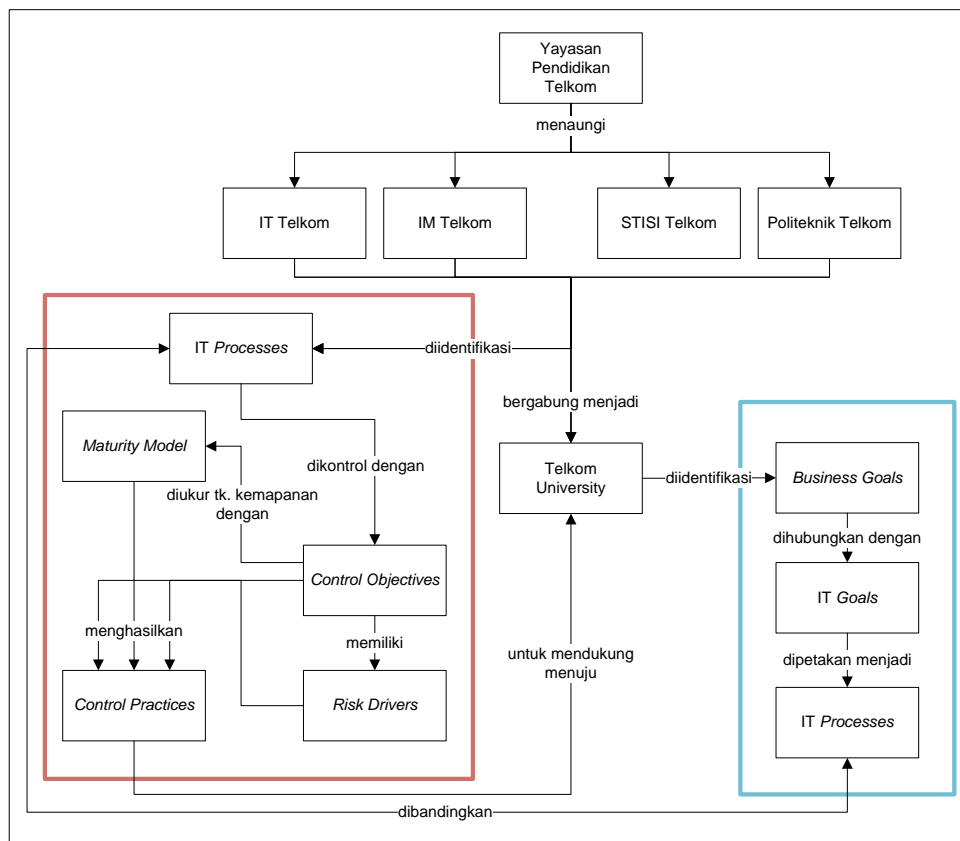 Yayasan
Pendidikan
Telkom
menaungi
IT Telkom
IM Telkom
STISI Telkom
Politeknik Telkom
IT Processes
diidentifikasi
bergabung menjadi
Maturity Model
dikontrol dengan
Telkom
University
diidentifikasi
Business Goals
diukur tk. kemapanan
dengan
dihubungkan dengan
Control Objectives
IT Goals
menghasilkan
memiliki
untuk mendukung
menuju
dipetakan menjadi
Control Practices
Risk Drivers
IT Processes
dibandingkan